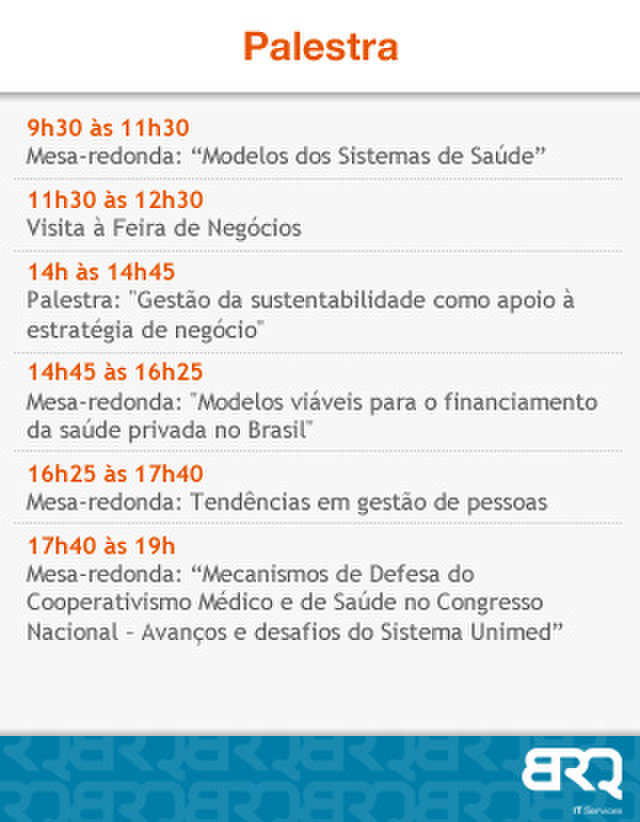 Palestra
9h30 às 11h30
Mesa-redonda: “Modelos dos Sistemas de Saúde”
11h30 às 12h30
Visita à Feira de Negócios
14h às 14h45
Palestra: "Gestão da sustentabilidade como apoio à
estratégia de negócio"
14h45 às 16h25
Mesa-redonda: "Modelos viáveis para o financiamento
da saúde privada no Brasil"
16h25 às 17h40
Mesa-redonda: Tendências em gestão de pessoas
17h40 às 19h
Mesa-redonda: “Mecanismos de Defesa do
Cooperativismo Médico e de Saúde no Congresso
Nacional – Avanços e desafios do Sistema Unimed”
BRQ
IT Services